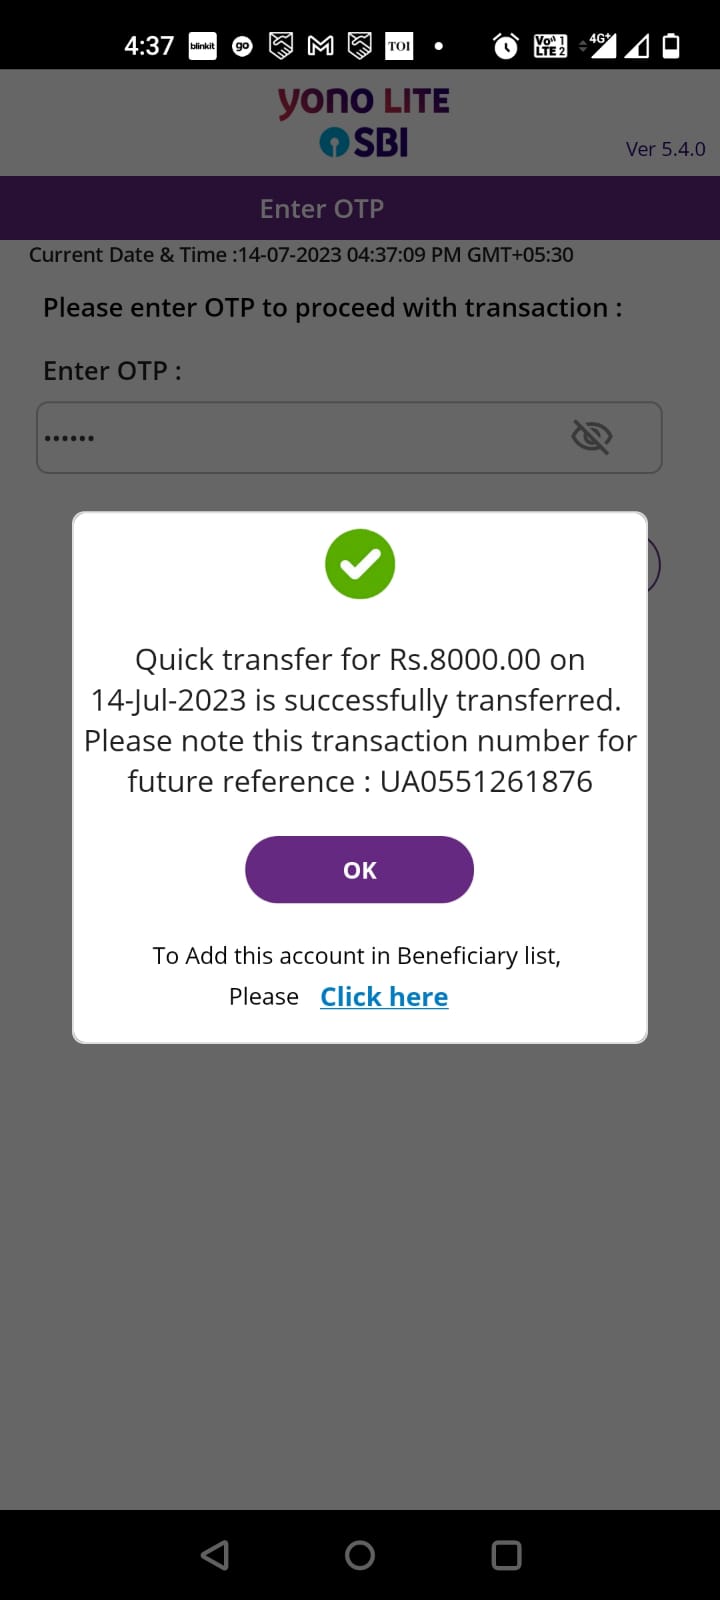 4:37 blinkit go TOI Vo)) 1 LTE 2 4G+
yono LITE
SBI
Ver 5.4.0
Enter OTP
Current Date & Time :14-07-2023 04:37:09 PM GMT+05:30
Please enter OTP to proceed with transaction :
Enter OTP :
••••••
Quick transfer for Rs.8000.00 on
14-Jul-2023 is successfully transferred.
Please note this transaction number for
future reference : UA0551261876
OK
To Add this account in Beneficiary list,
Please Click here